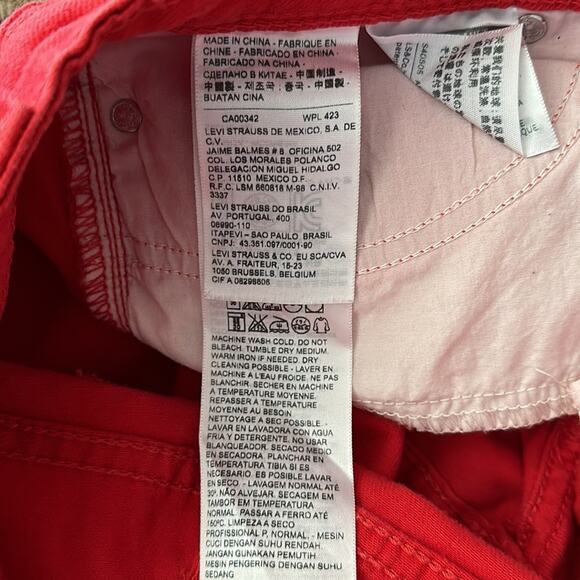 MADE IN CHINA - FABRIQUE EN
CHINE - FABRICADO EN CHINA -
FABRICADO NA CHINA -
СДЕЛАНО В КИТАЕ - 中国制造 -
中國製 - 제조국 : 중국 - 中国製 -
BUATAN CINA
CA00342 WPL 423
LEVI STRAUSS DE MEXICO, S.A. DE
C.V.
JAIME BALMES # 8 OFICINA 502
COL. LOS MORALES POLANCO
DELEGACION MIGUEL HIDALGO
C.P. 11510 MEXICO D.F.
R.F.C. LSM 660818 M-98 C.N.I.V.
3337
LEVI STRAUSS DO BRASIL
AV. PORTUGAL, 400
06690-110
ITAPEVI - SAO PAULO BRASIL
CNPJ: 43.351.097/0001-90
LEVI STRAUSS & CO. EU SCA/CVA
AV. A. FRAITEUR, 15-23
1050 BRUSSELS, BELGIUM
CIF A 08298806
MACHINE WASH COLD. DO NOT
BLEACH. TUMBLE DRY MEDIUM.
WARM IRON IF NEEDED. DRY
CLEANING POSSIBLE - LAVER EN
MACHINE A L'EAU FROIDE. NE PAS
BLANCHIR. SECHER EN MACHINE
A TEMPERATURE MOYENNE.
REPASSER A TEMPERATURE
MOYENNE AU BESOIN
NETTOYAGE A SEC POSSIBLE. -
LAVAR EN LAVADORA CON AGUA
FRIA Y DETERGENTE. NO USAR
BLANQUEADOR. SECADO MEDIO
EN SECADORA. PLANCHAR EN
TEMPERATURA TIBIA SI ES
NECESARIO. ES POSIBLE LAVAR
EN SECO. - LAVAGEM NORMAL ATÉ
30º. NÃO ALVEJAR. SECAGEM EM
TAMBOR EM TEMPERATURA
NORMAL. PASSAR A FERRO ATÉ
150ºC. LIMPEZA A SECO
PROFISSIONAL P, NORMAL. - MESIN
CUCI DENGAN SUHU RENDAH.
JANGAN GUNAKAN PEMUTIH.
MESIN PENGERING DENGAN SUHU
SEDANG